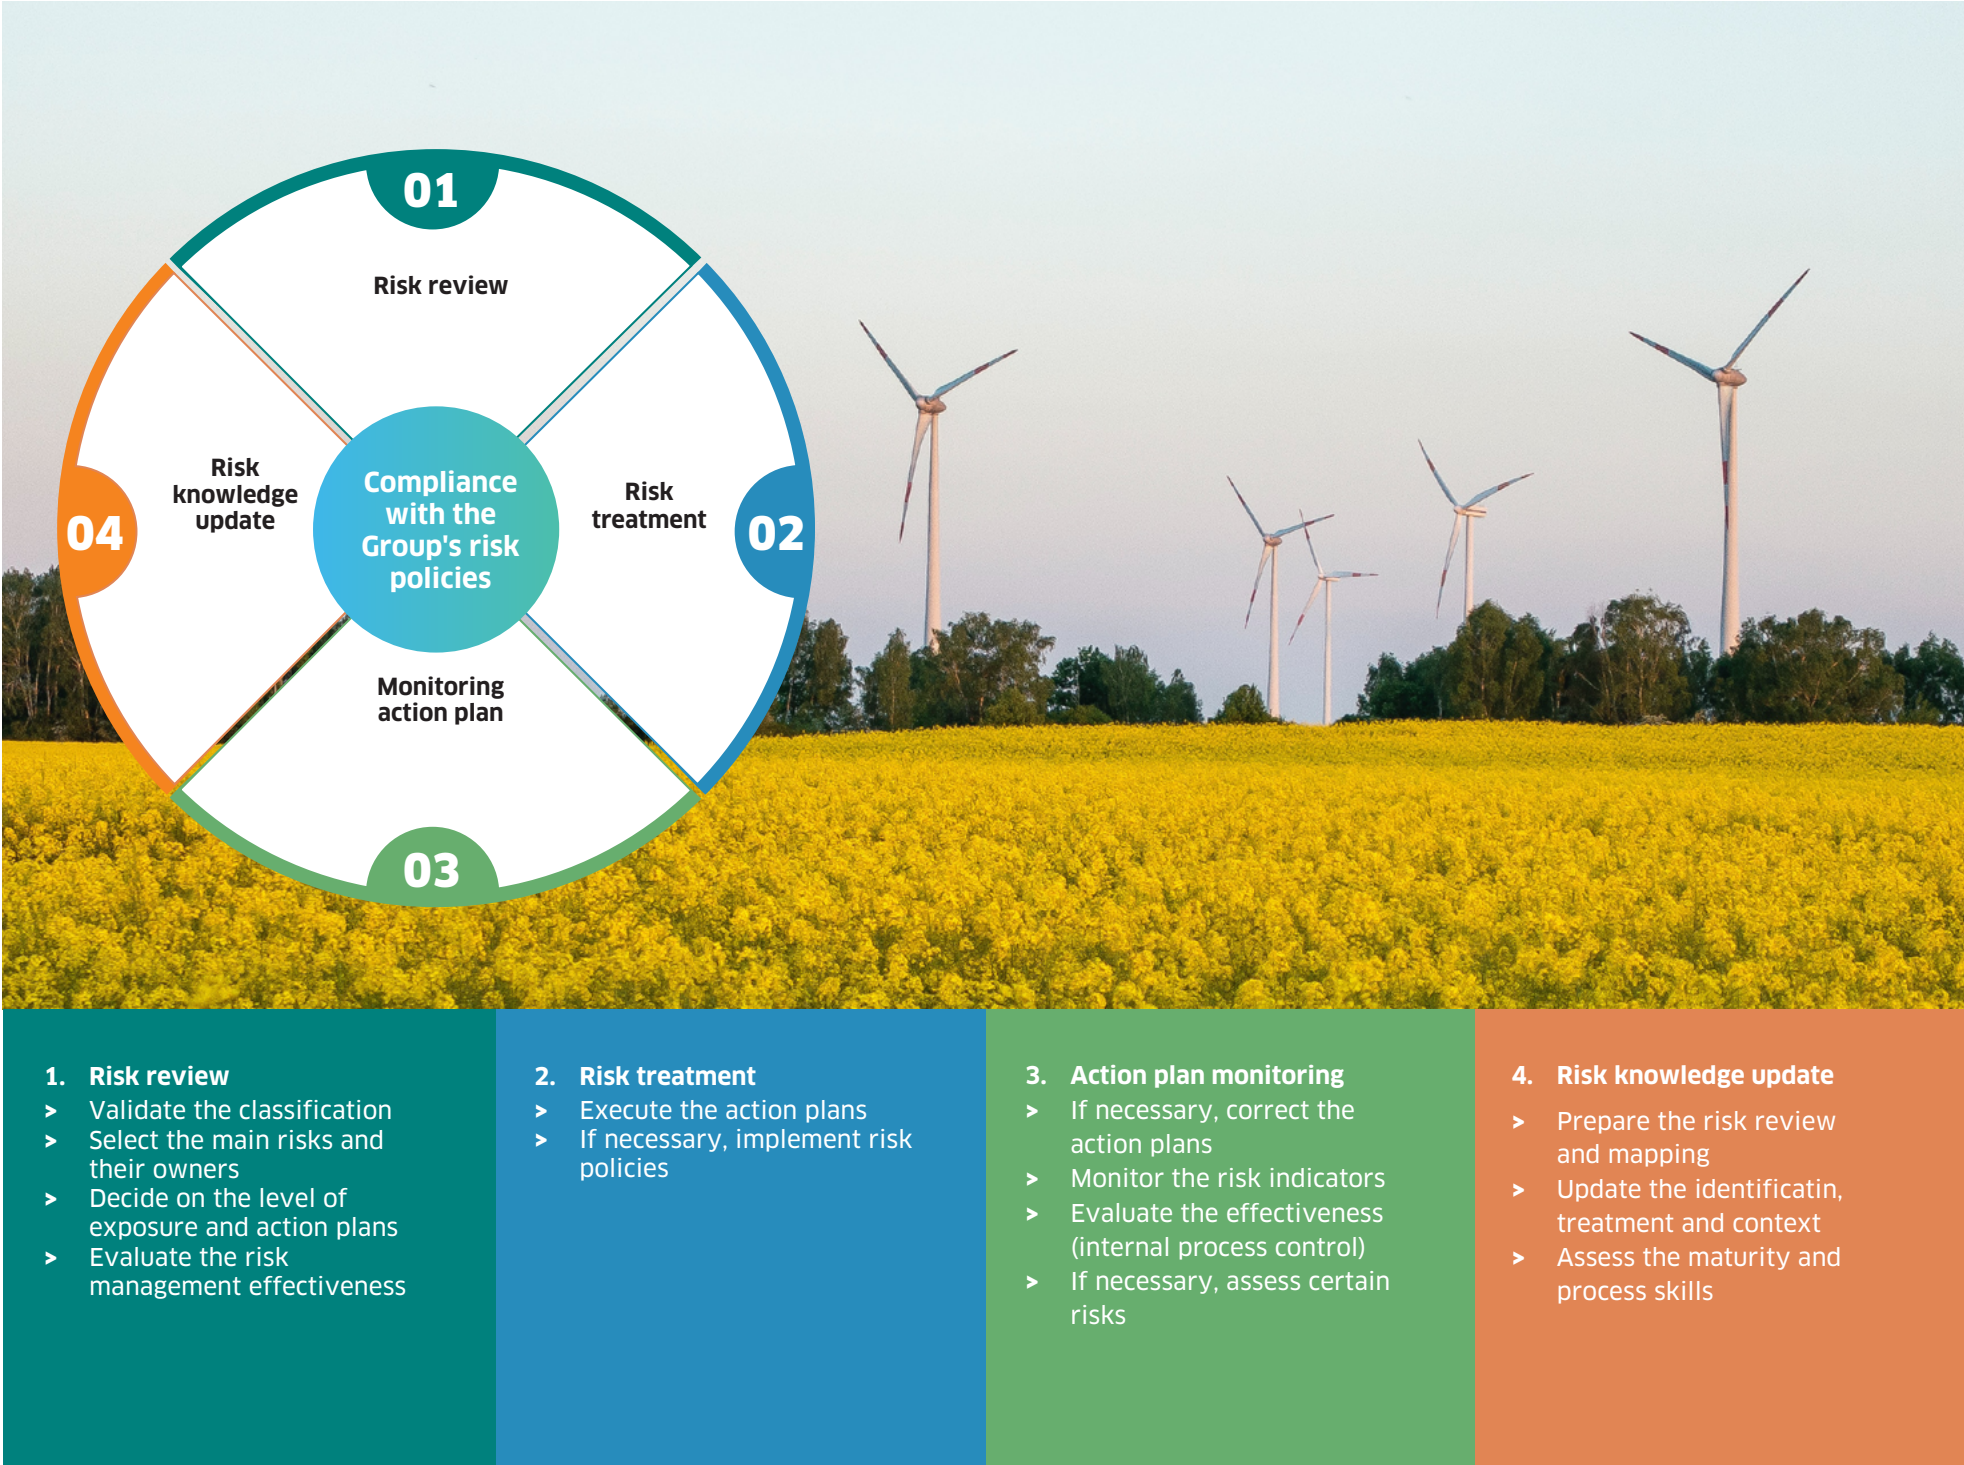 01
Risk review
Risk
treatment
02
Monitoring
action plan
03
Risk
knowledge
update
04
Compliance
with the
Group's risk
policies
1. Risk review
> Validate the classification
> Select the main risks and
their owners
> Decide on the level of
exposure and action plans
> Evaluate the risk
management effectiveness
2. Risk treatment
> Execute the action plans
> If necessary, implement risk
policies
3. Action plan monitoring
> If necessary, correct the
action plans
> Monitor the risk indicators
> Evaluate the effectiveness
(internal process control)
> If necessary, assess certain
risks
4. Risk knowledge update
> Prepare the risk review
and mapping
> Update the identificatin,
treatment and context
> Assess the maturity and
process skills